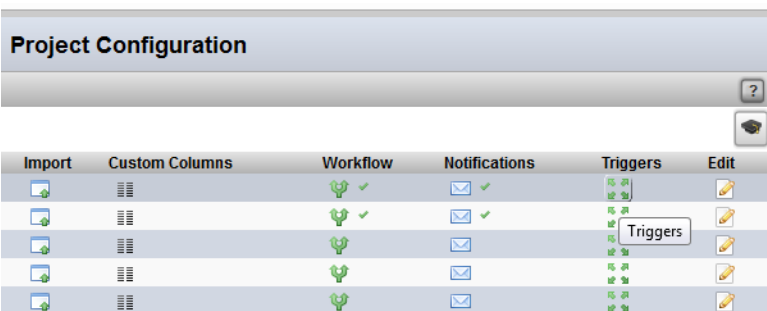 Project Configuration
?
Import Custom Columns Workflow Notifications Triggers Edit
Triggers